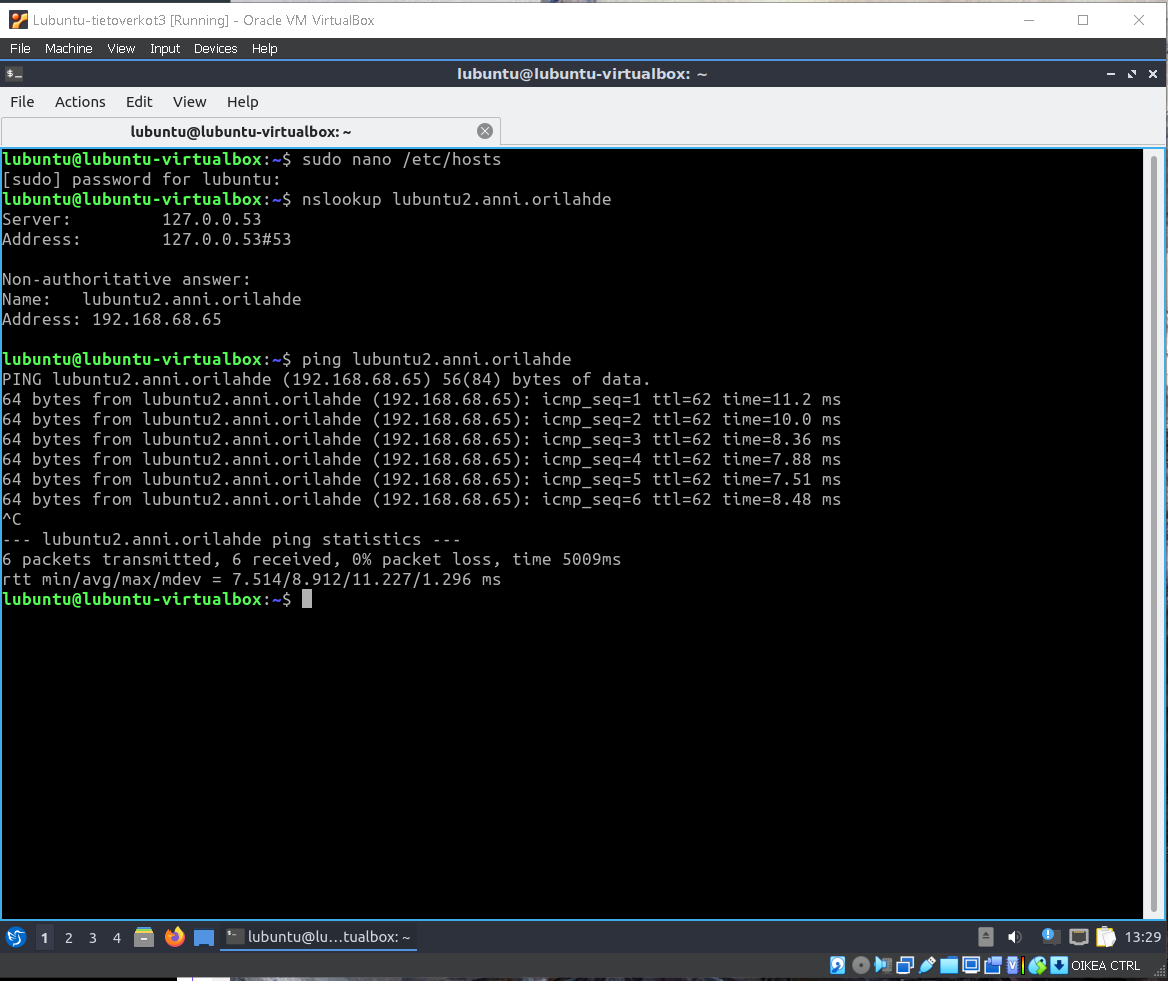 Lubuntu-tietoverkot3 [Running] - Oracle VM VirtualBox
File Machine View Input Devices Help
lubuntu@lubuntu-virtualbox: ~
File Actions Edit View Help
lubuntu@lubuntu-virtualbox: ~
lubuntu@lubuntu-virtualbox:~$ sudo nano /etc/hosts
[sudo] password for lubuntu:
lubuntu@lubuntu-virtualbox:~$ nslookup lubuntu2.anni.orilahde
Server:         127.0.0.53
Address:        127.0.0.53#53
Non-authoritative answer:
Name:   lubuntu2.anni.orilahde
Address: 192.168.68.65
lubuntu@lubuntu-virtualbox:~$ ping lubuntu2.anni.orilahde
PING lubuntu2.anni.orilahde (192.168.68.65) 56(84) bytes of data.
64 bytes from lubuntu2.anni.orilahde (192.168.68.65): icmp_seq=1 ttl=62 time=11.2 ms
64 bytes from lubuntu2.anni.orilahde (192.168.68.65): icmp_seq=2 ttl=62 time=10.0 ms
64 bytes from lubuntu2.anni.orilahde (192.168.68.65): icmp_seq=3 ttl=62 time=8.36 ms
64 bytes from lubuntu2.anni.orilahde (192.168.68.65): icmp_seq=4 ttl=62 time=7.88 ms
64 bytes from lubuntu2.anni.orilahde (192.168.68.65): icmp_seq=5 ttl=62 time=7.51 ms
64 bytes from lubuntu2.anni.orilahde (192.168.68.65): icmp_seq=6 ttl=62 time=8.48 ms
^C
--- lubuntu2.anni.orilahde ping statistics ---
6 packets transmitted, 6 received, 0% packet loss, time 5009ms
rtt min/avg/max/mdev = 7.514/8.912/11.227/1.296 ms
lubuntu@lubuntu-virtualbox:~$
1 2 3 4 lubuntu@lu…tualbox: ~ 13:29
OIKEA CTRL